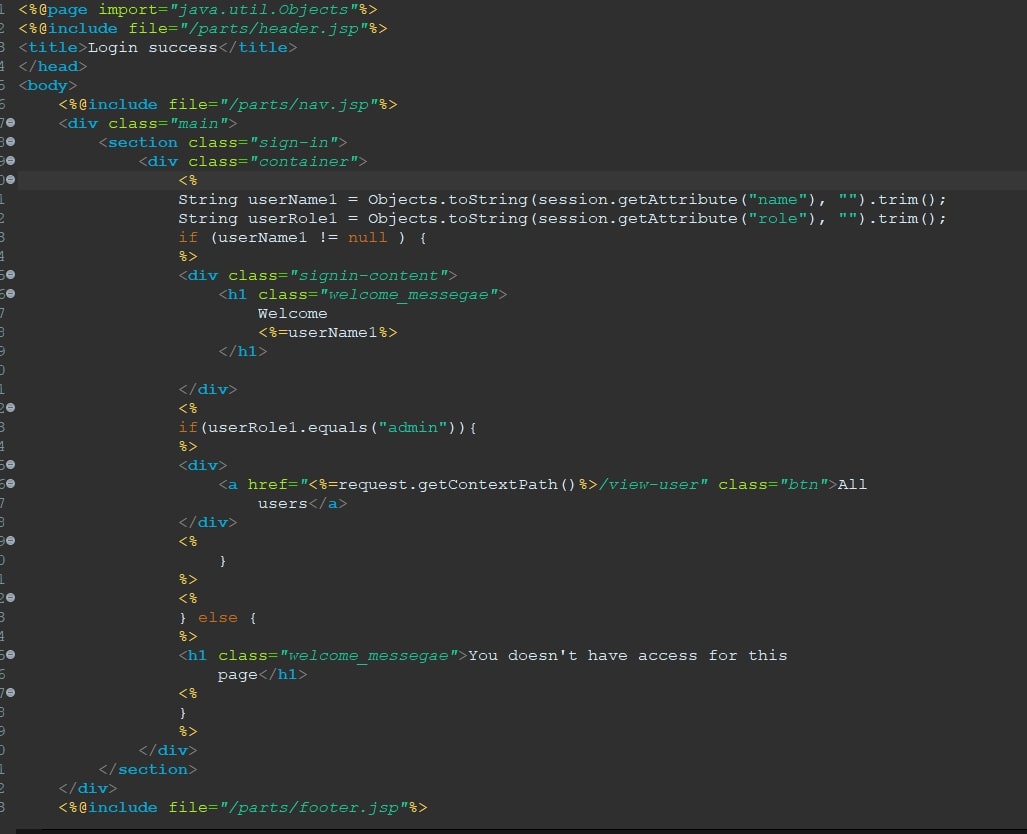 1 <%@page import="java.util.Objects"%>
2 <%@include file="/parts/header.jsp"%>
3 <title>Login success</title>
4 </head>
5 <body>
6 <%@include file="/parts/nav.jsp"%>
7 <div class="main">
8 <section class="sign-in">
9 <div class="container">
0 <%
1 String userName1 = Objects.toString(session.getAttribute("name"), "").trim();
2 String userRole1 = Objects.toString(session.getAttribute("role"), "").trim();
3 if (userName1 != null ) {
4 %>
5 <div class="signin-content">
6 <h1 class="welcome_messegae">
7 Welcome
8 <%=userName1%>
9 </h1>
0
1 </div>
2 <%
3 if(userRole1.equals("admin")){
4 %>
5 <div>
6 <a href="<%=request.getContextPath()%>/view-user" class="btn">All
7 users</a>
8 </div>
9 <%
0 }
1 %>
2 <%
3 } else {
4 %>
5 <h1 class="welcome_messegae">You doesn't have access for this
6 page</h1>
7 <%
8 }
9 %>
0 </div>
1 </section>
2 </div>
3 <%@include file="/parts/footer.jsp"%>